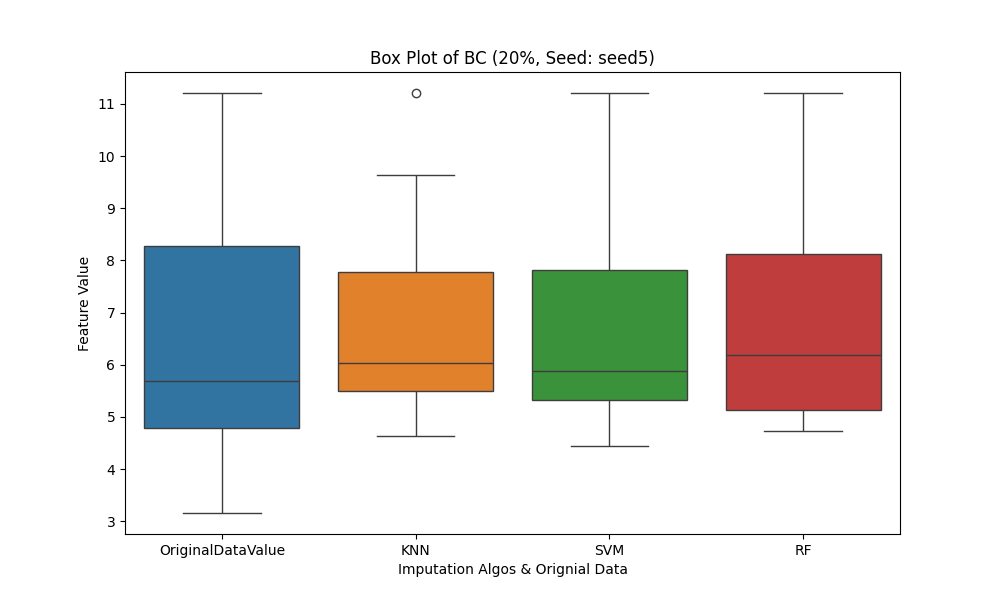 Box Plot of BC (20%, Seed: seed5)
Feature Value
11
10
9
8
7
6
5
4
3
OriginalDataValue KNN SVM RF
Imputation Algos & Orignial Data